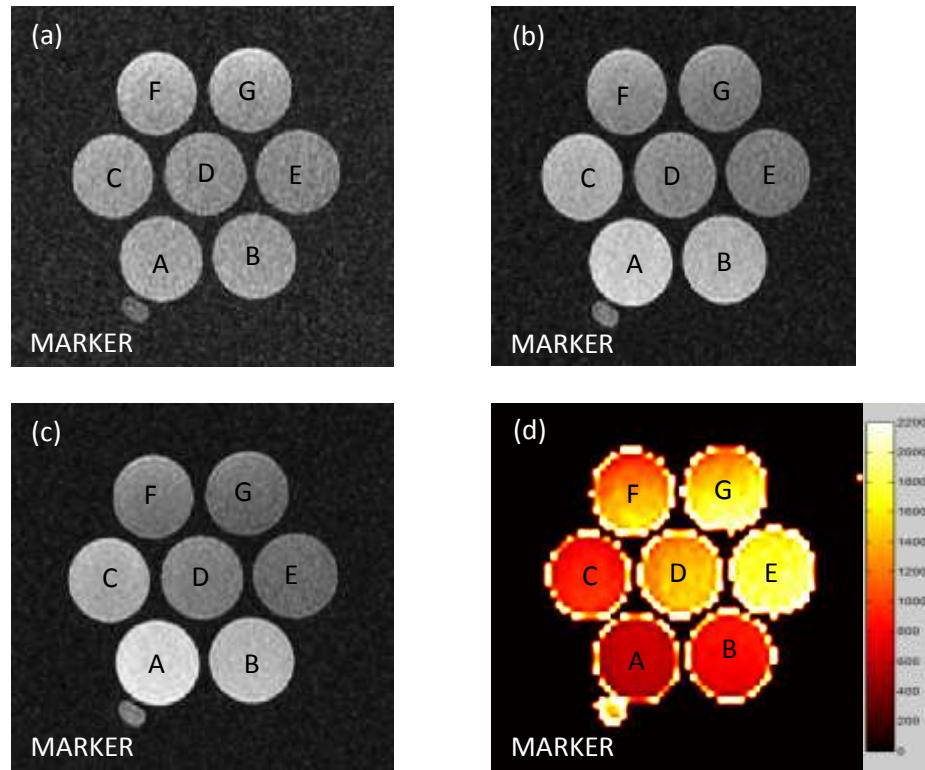 (a)
F G
C D E
A B
MARKER
(b)
F G
C D E
A B
MARKER
(c)
F G
C D E
A B
MARKER
(d)
F G
C D E
A B
MARKER
2200
2000
1800
1600
1400
1200
1000
800
600
400
200
0